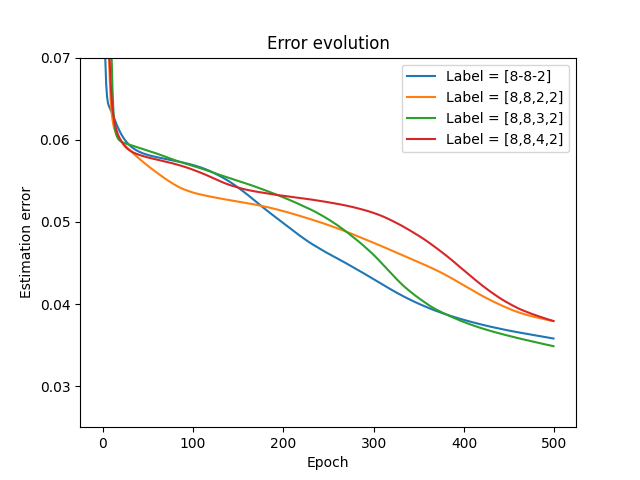 Error evolution
0.07
0.06
0.05
0.04
0.03
Estimation error
Label = [8-8-2]
Label = [8,8,2,2]
Label = [8,8,3,2]
Label = [8,8,4,2]
0 100 200 300 400 500
Epoch